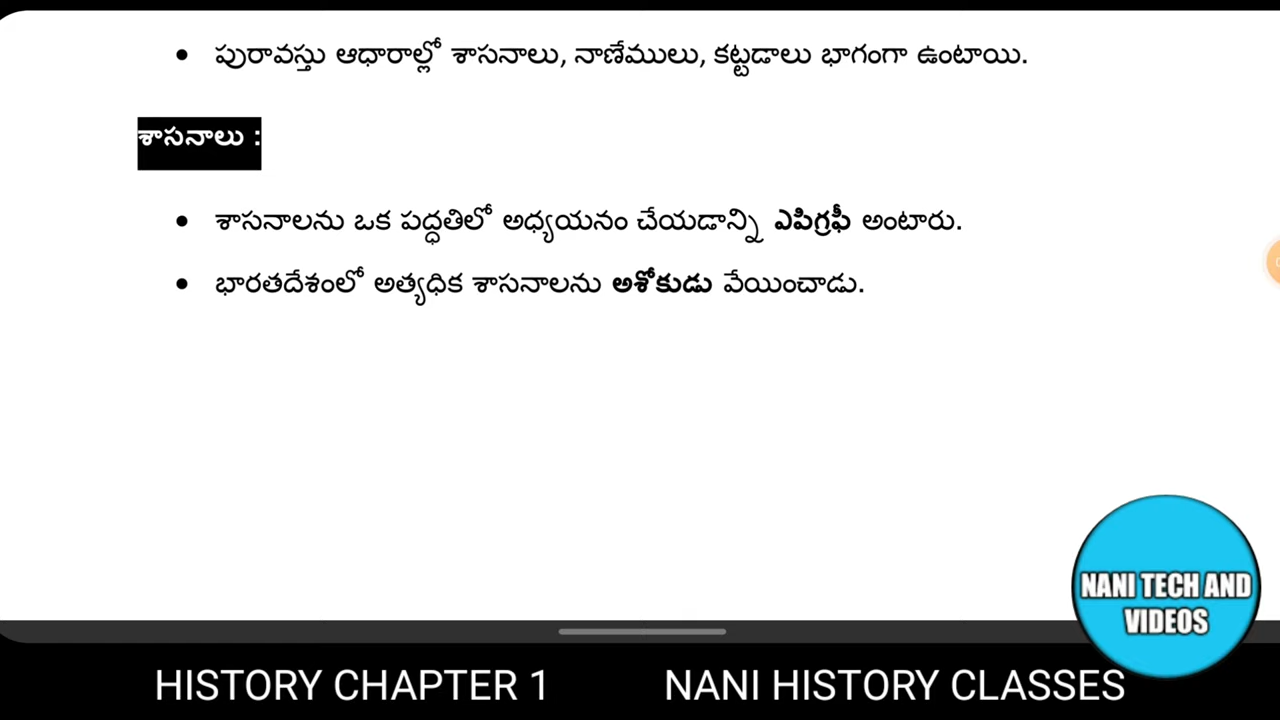 • పురావస్తు ఆధారాల్లో శాసనాలు, నాణేములు, కట్టడాలు భాగంగా ఉంటాయి.
శాసనాలు :
• శాసనాలను ఒక పద్ధతిలో అధ్యయనం చేయడాన్ని ఎపిగ్రఫీ అంటారు.
• భారతదేశంలో అత్యధిక శాసనాలను అశోకుడు వేయించాడు.
NANI TECH AND
VIDEOS
HISTORY CHAPTER 1 NANI HISTORY CLASSES